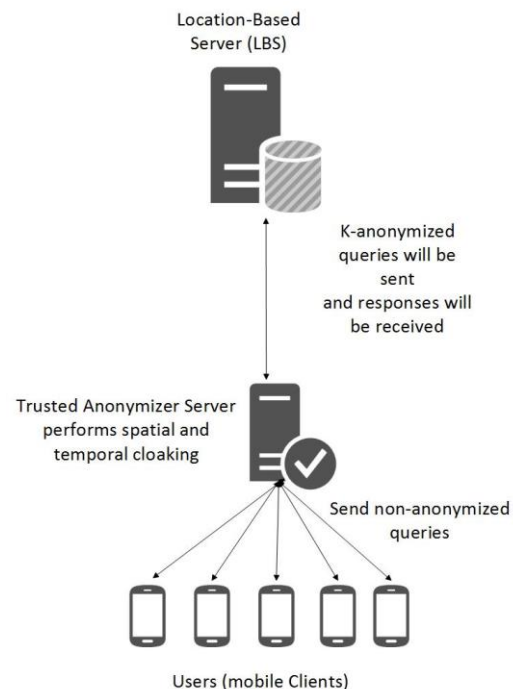 Location-Based
Server (LBS)
K-anonymized
queries will be
sent
and responses will
be received
Trusted Anonymizer Server
performs spatial and
temporal cloaking
Send non-anonymized
queries
Users (mobile Clients)